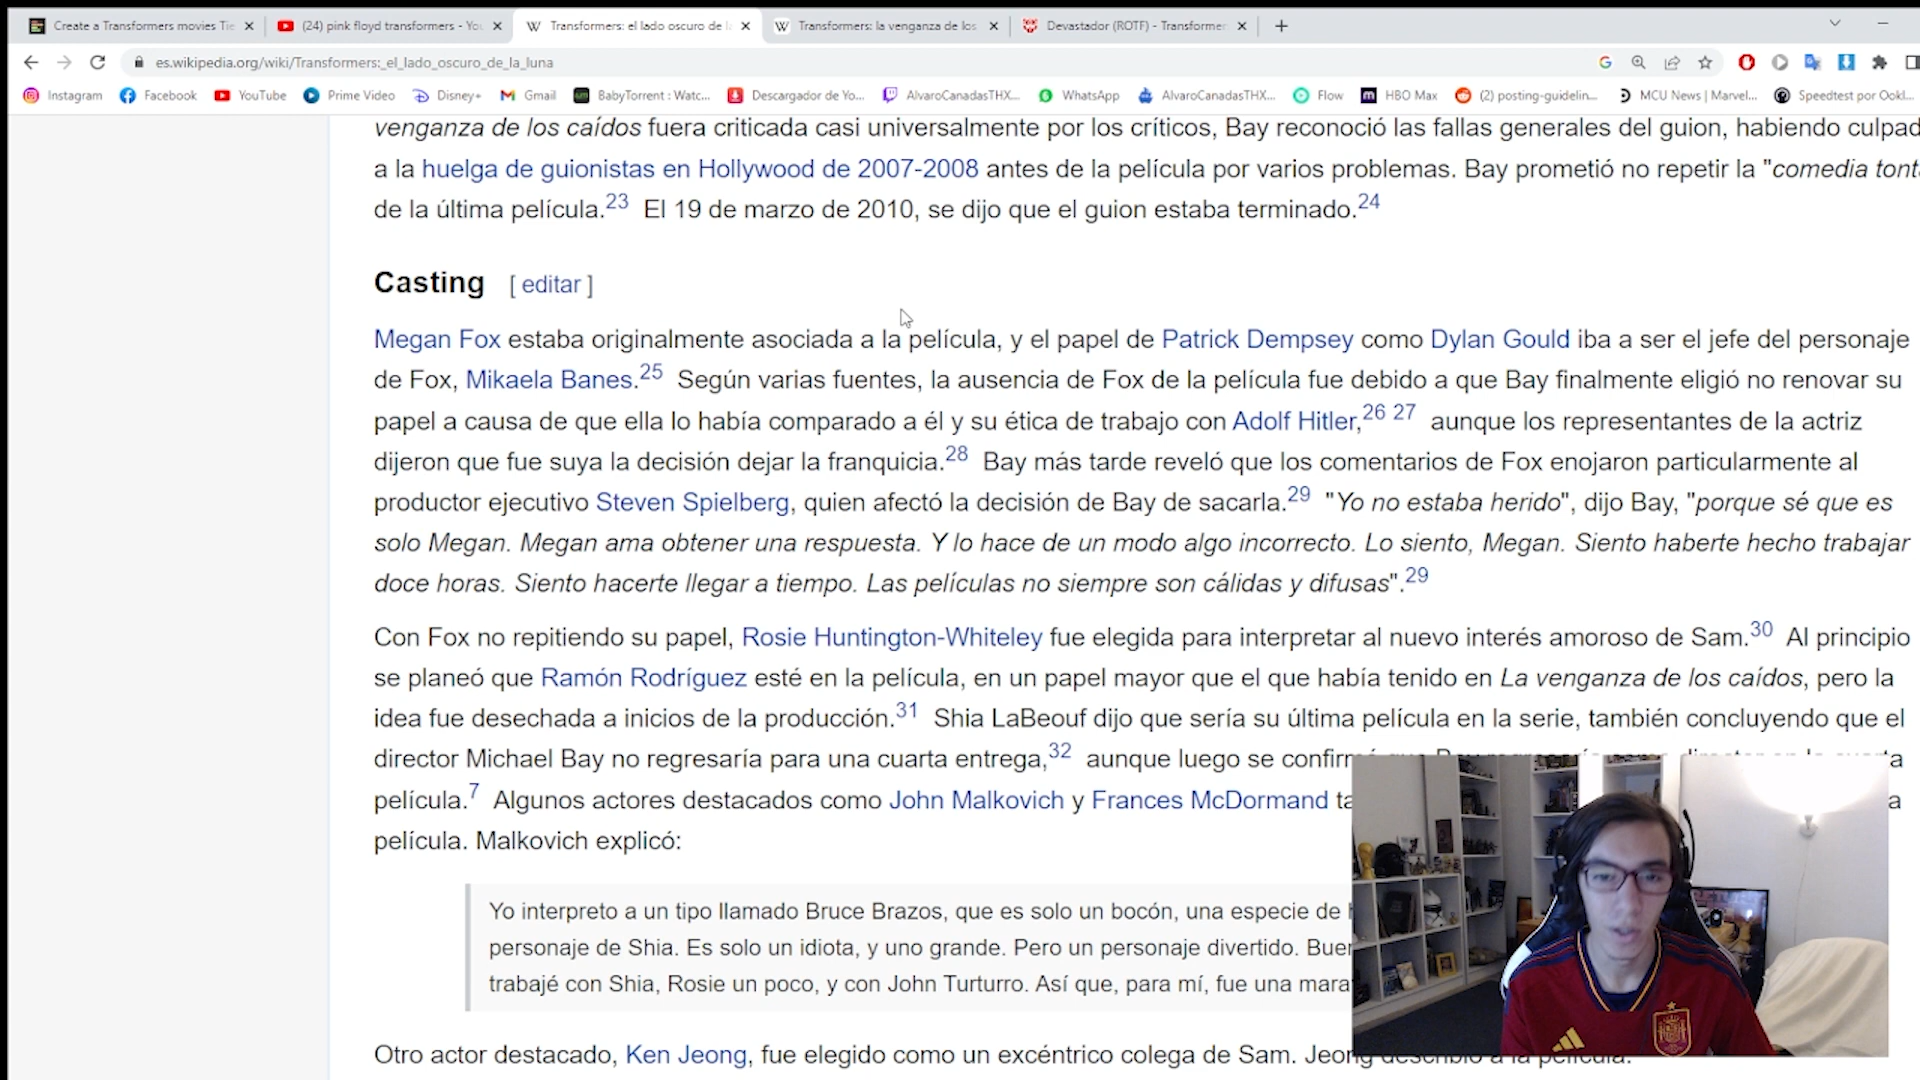 Create a Transformers movies Tie
(24) pink floyd transformers - You
Transformers: el lado oscuro de la
Transformers: la venganza de los
Devastador (ROTF) - Transformer
es.wikipedia.org/wiki/Transformers:_el_lado_oscuro_de_la_luna
Instagram Facebook YouTube Prime Video Disney+ Gmail BabyTorrent : Watc... Descargador de Yo... AlvaroCanadasTHX... WhatsApp AlvaroCanadasTHX... Flow HBO Max (2) posting-guidelin... MCU News | Marvel... Speedtest por Ookl...
venganza de los caídos fuera criticada casi universalmente por los críticos, Bay reconoció las fallas generales del guion, habiendo culpad
a la huelga de guionistas en Hollywood de 2007-2008 antes de la película por varios problemas. Bay prometió no repetir la "comedia tont
de la última película.23 El 19 de marzo de 2010, se dijo que el guion estaba terminado.24
Casting [ editar ]
Megan Fox estaba originalmente asociada a la película, y el papel de Patrick Dempsey como Dylan Gould iba a ser el jefe del personaje
de Fox, Mikaela Banes.25 Según varias fuentes, la ausencia de Fox de la película fue debido a que Bay finalmente eligió no renovar su
papel a causa de que ella lo había comparado a él y su ética de trabajo con Adolf Hitler,26 27 aunque los representantes de la actriz
dijeron que fue suya la decisión dejar la franquicia.28 Bay más tarde reveló que los comentarios de Fox enojaron particularmente al
productor ejecutivo Steven Spielberg, quien afectó la decisión de Bay de sacarla.29 "Yo no estaba herido", dijo Bay, "porque sé que es
solo Megan. Megan ama obtener una respuesta. Y lo hace de un modo algo incorrecto. Lo siento, Megan. Siento haberte hecho trabajar
doce horas. Siento hacerte llegar a tiempo. Las películas no siempre son cálidas y difusas".29
Con Fox no repitiendo su papel, Rosie Huntington-Whiteley fue elegida para interpretar al nuevo interés amoroso de Sam.30 Al principio
se planeó que Ramón Rodríguez esté en la película, en un papel mayor que el que había tenido en La venganza de los caídos, pero la
idea fue desechada a inicios de la producción.31 Shia LaBeouf dijo que sería su última película en la serie, también concluyendo que el
director Michael Bay no regresaría para una cuarta entrega,32 aunque luego se confirmó que Bay regresaría como director en la cuarta
película.7 Algunos actores destacados como John Malkovich y Frances McDormand ta a
película. Malkovich explicó:
Yo interpreto a un tipo llamado Bruce Brazos, que es solo un bocón, una especie de
personaje de Shia. Es solo un idiota, y uno grande. Pero un personaje divertido. Buer
trabajé con Shia, Rosie un poco, y con John Turturro. Así que, para mí, fue una mara
Otro actor destacado, Ken Jeong, fue elegido como un excéntrico colega de Sam. Jeong describió a la película: